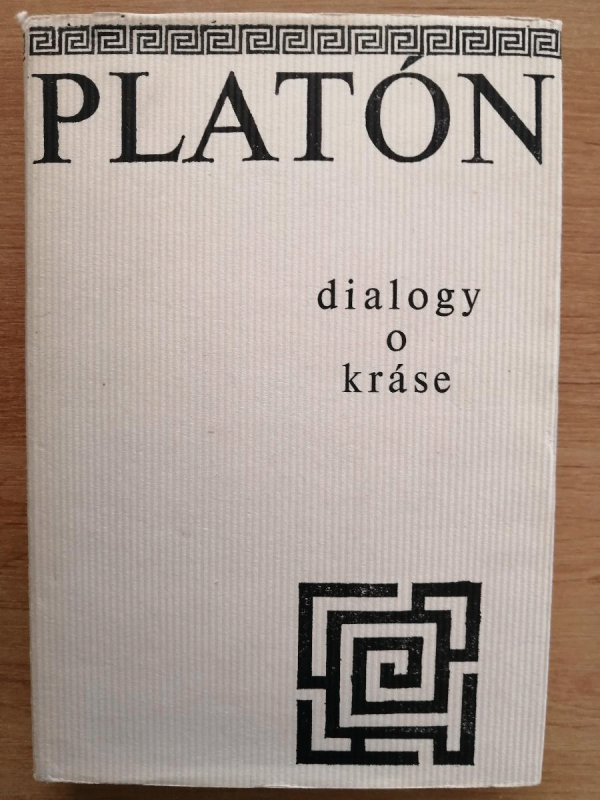 PLATÓN
dialogy
o
kráse